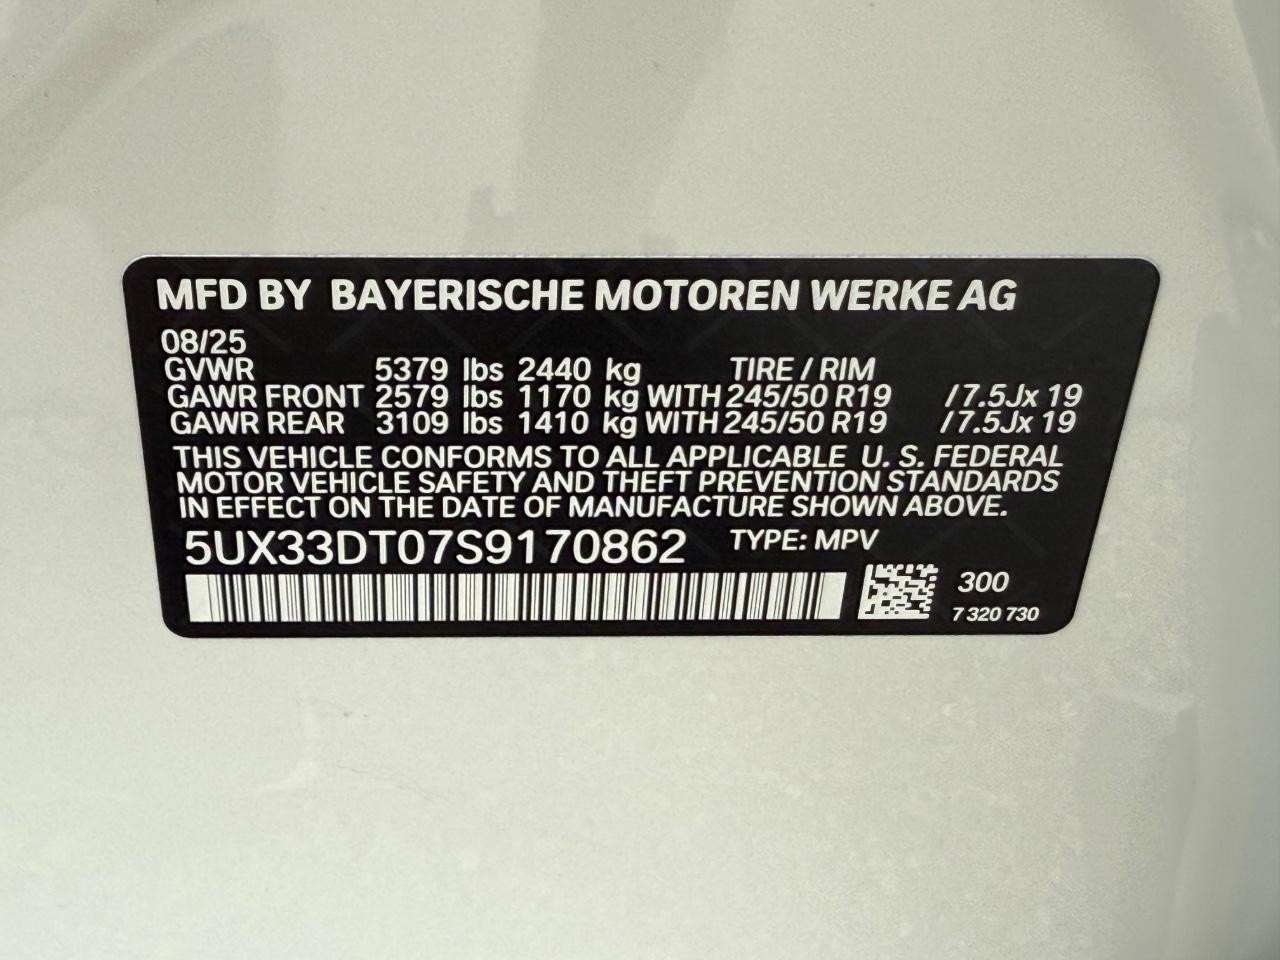 MFD BY BAYERISCHE MOTOREN WERKE AG
08/25
GVWR 5379 lbs 2440 kg TIRE / RIM
GAWR FRONT 2579 lbs 1170 kg WITH 245/50 R19 /7.5Jx 19
GAWR REAR 3109 lbs 1410 kg WITH 245/50 R19 /7.5Jx 19
THIS VEHICLE CONFORMS TO ALL APPLICABLE U. S. FEDERAL
MOTOR VEHICLE SAFETY AND THEFT PREVENTION STANDARDS
IN EFFECT ON THE DATE OF MANUFACTURE SHOWN ABOVE.
5UX33DT07S9170862 TYPE: MPV
300
7 320 730